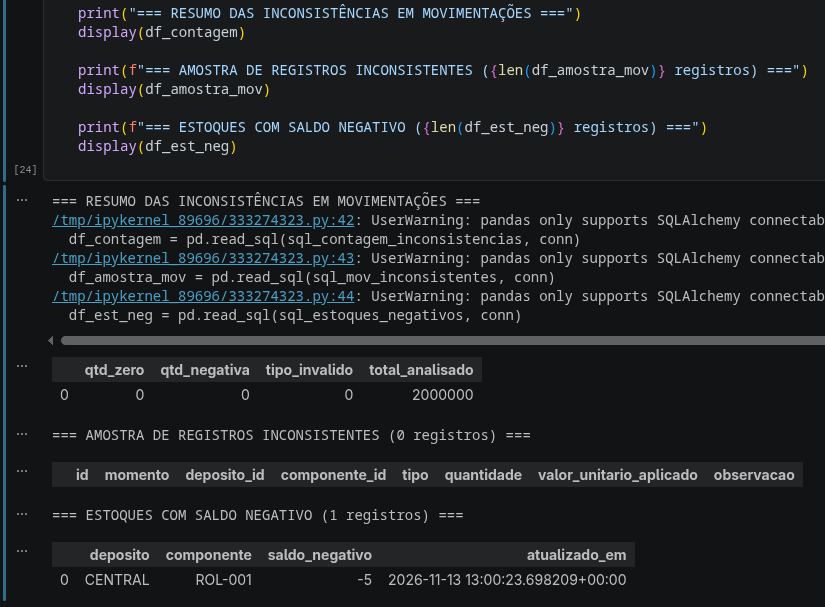 print("=== RESUMO DAS INCONSISTÊNCIAS EM MOVIMENTAÇÕES ===")
display(df_contagem)
print(f"=== AMOSTRA DE REGISTROS INCONSISTENTES ({len(df_amostra_mov)} registros) ===")
display(df_amostra_mov)
print(f"=== ESTOQUES COM SALDO NEGATIVO ({len(df_est_neg)} registros) ===")
display(df_est_neg)
[24]
... === RESUMO DAS INCONSISTÊNCIAS EM MOVIMENTAÇÕES ===
/tmp/ipykernel_89696/333274323.py:42: UserWarning: pandas only supports SQLAlchemy connectab
df_contagem = pd.read_sql(sql_contagem_inconsistencias, conn)
/tmp/ipykernel_89696/333274323.py:43: UserWarning: pandas only supports SQLAlchemy connectab
df_amostra_mov = pd.read_sql(sql_mov_inconsistentes, conn)
/tmp/ipykernel_89696/333274323.py:44: UserWarning: pandas only supports SQLAlchemy connectab
df_est_neg = pd.read_sql(sql_estoques_negativos, conn)
... qtd_zero qtd_negativa tipo_invalido total_analisado
0 0 0 0 2000000
... === AMOSTRA DE REGISTROS INCONSISTENTES (0 registros) ===
... id momento deposito_id componente_id tipo quantidade valor_unitario_aplicado observacao
... === ESTOQUES COM SALDO NEGATIVO (1 registros) ===
... deposito componente saldo_negativo atualizado_em
0 CENTRAL ROL-001 -5 2026-11-13 13:00:23.698209+00:00